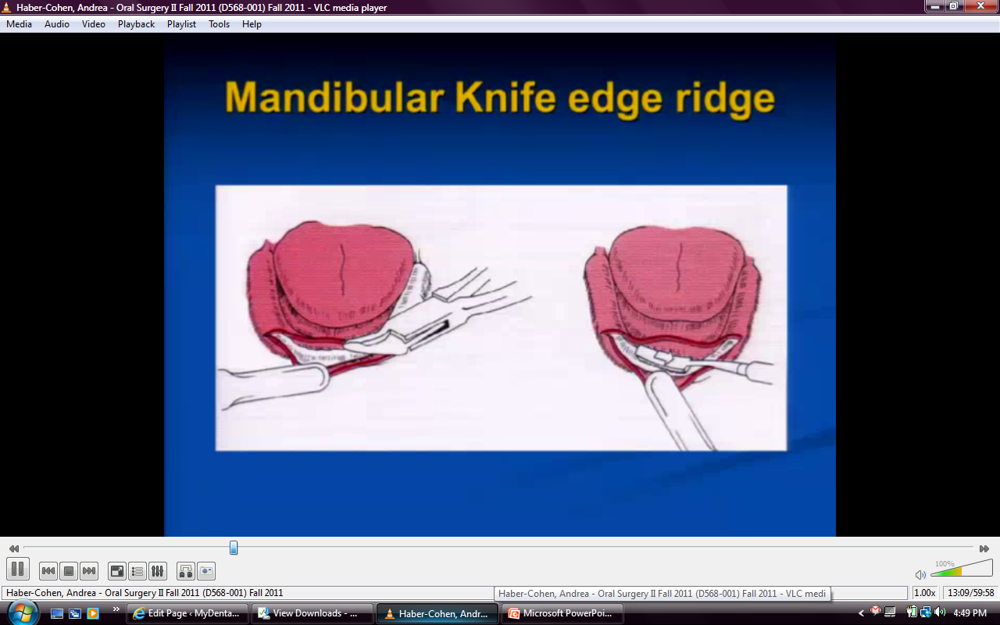 Haber-Cohen, Andrea - Oral Surgery II Fall 2011 (D568-001) Fall 2011 - VLC media player
Media Audio Video Playback Playlist Tools Help
Mandibular Knife edge ridge
100%
Haber-Cohen, Andrea - Oral Surgery II Fall 2011 (D568-001) Fall 2011
1.00x
13:09/59:58
Haber-Cohen, Andrea - Oral Surgery II Fall 2011 (D568-001) Fall 2011 - VLC medi
Edit Page ‹ MyDenta...
View Downloads - ...
Haber-Cohen, Andr...
Microsoft PowerPoi...
4:49 PM